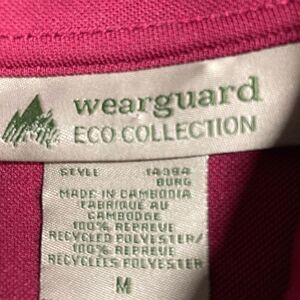 wearguard
ECO COLLECTION
STYLE 14394
BURG
MADE IN CAMBODIA
FABRIQUE AU
CAMBODGE
100% REPREVE
RECYCLED POLYESTER/
100% REPREVE
RECYCLEES POLYESTER
M